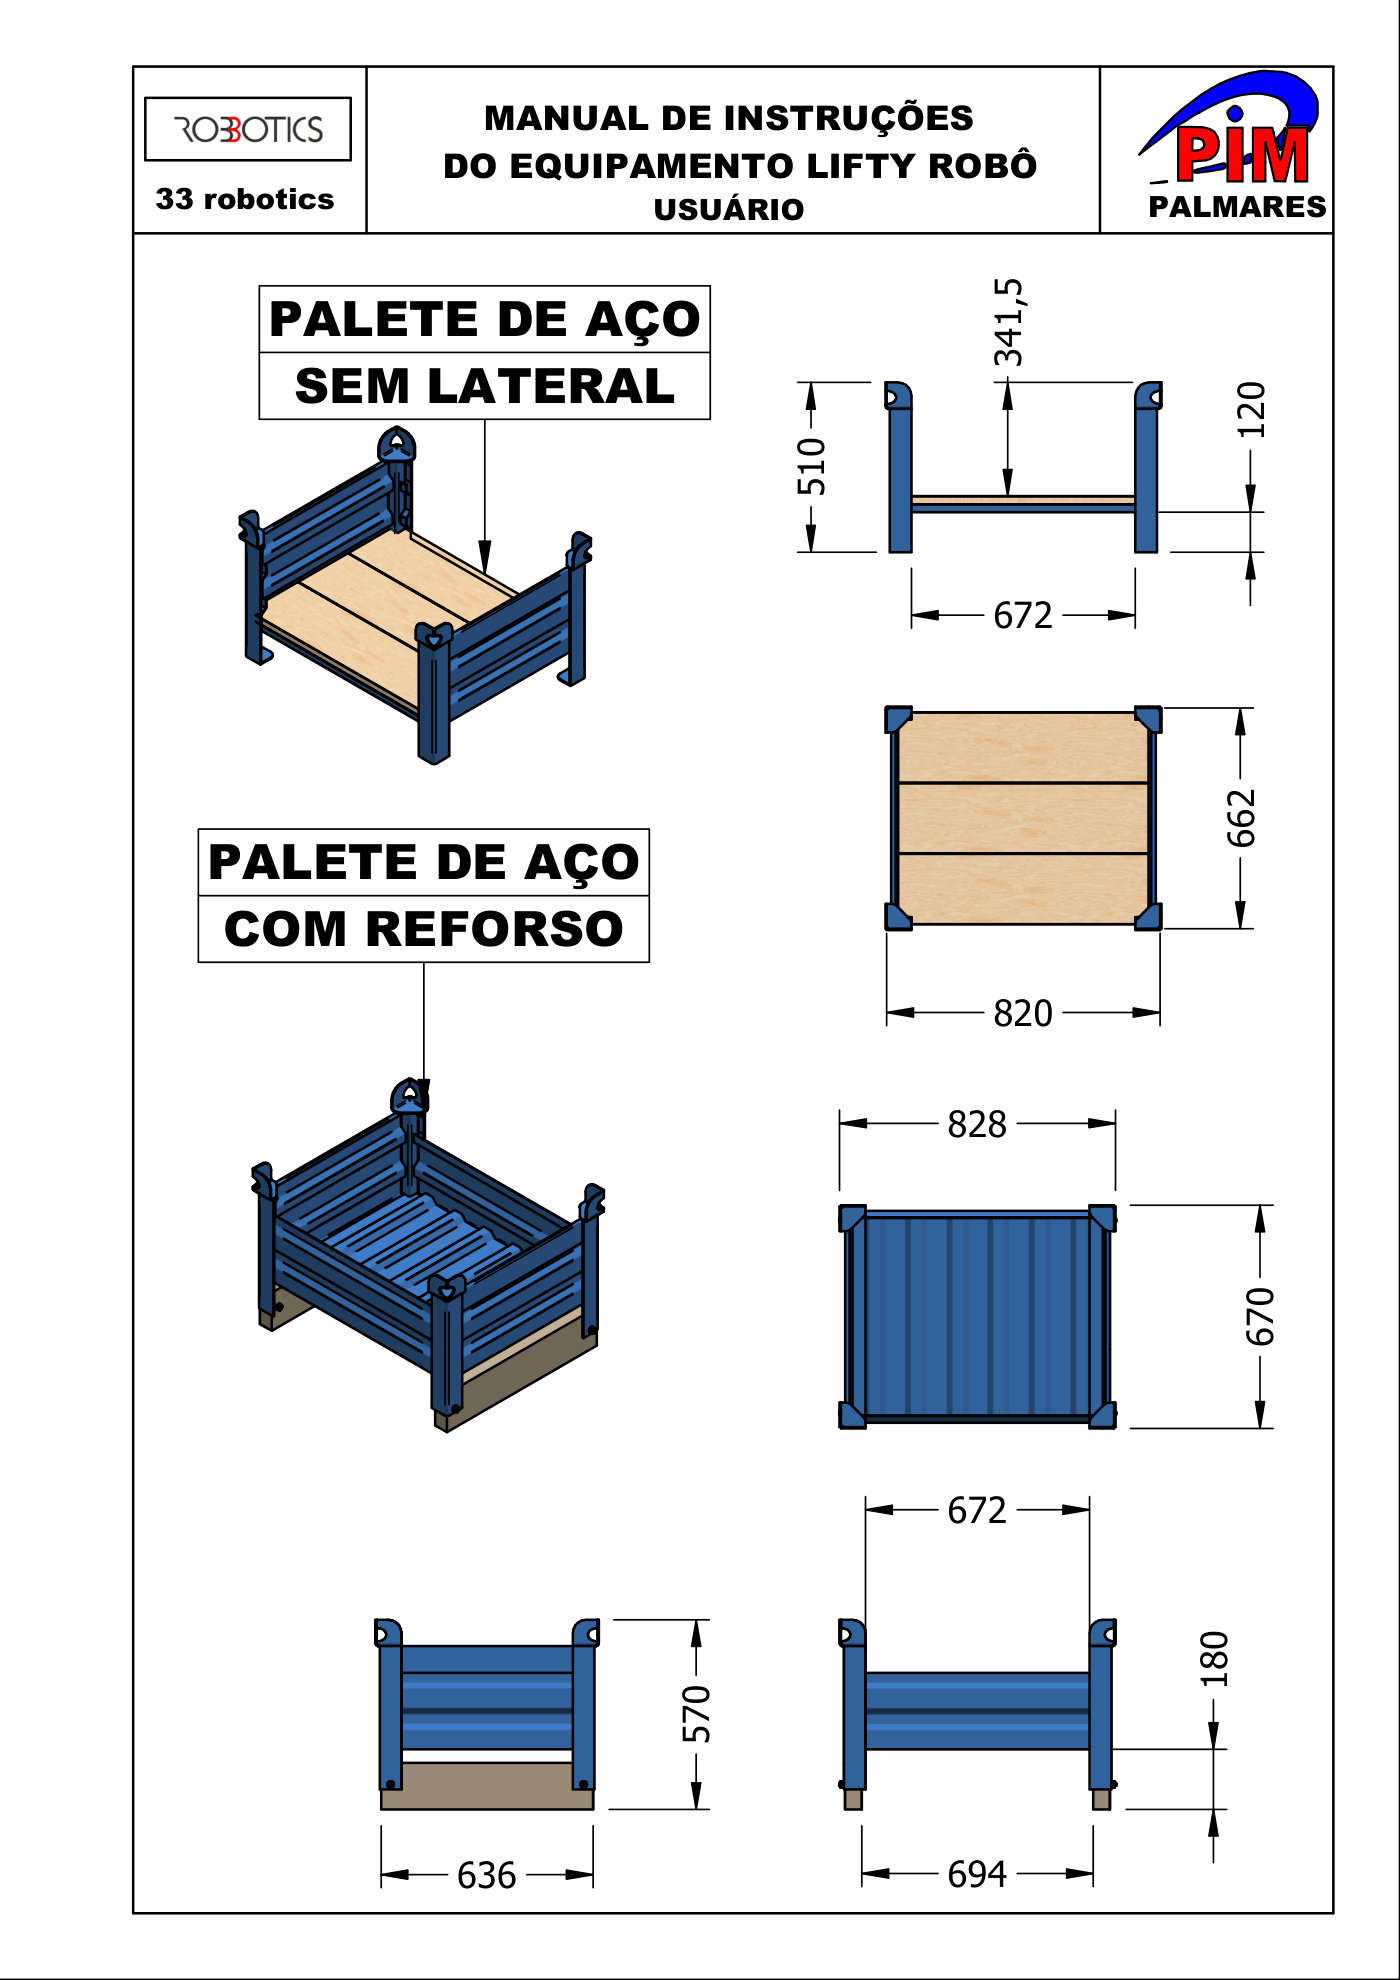 ROBBOTICS
33 robotics
MANUAL DE INSTRUÇÕES
DO EQUIPAMENTO LIFTY ROBÔ
USUÁRIO
PIM
PALMARES
PALETE DE AÇO
SEM LATERAL
341,5
510
120
672
662
820
PALETE DE AÇO
COM REFORSO
828
670
672
570
180
636
694